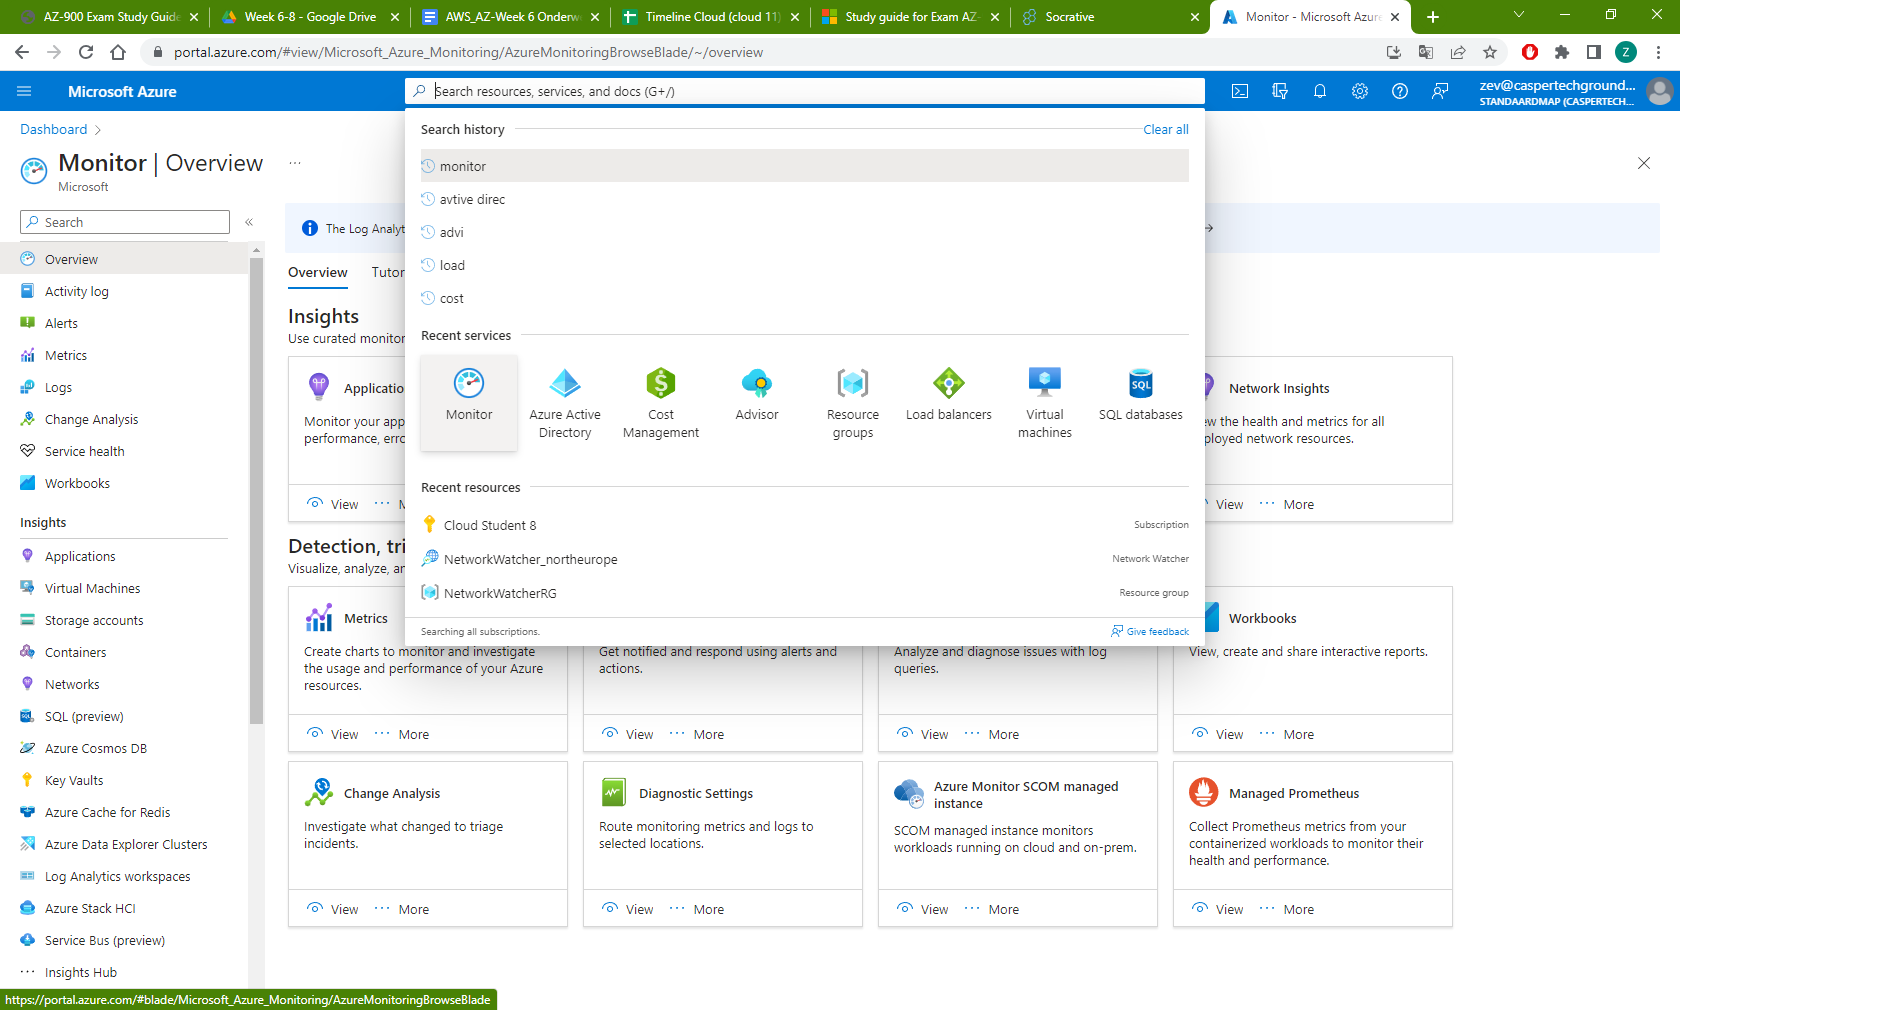 AZ-900 Exam Study Guide
Week 6-8 - Google Drive
AWS_AZ-Week 6 Onderw
Timeline Cloud (cloud 11)
Study guide for Exam AZ-
Socrative
Monitor - Microsoft Azure
portal.azure.com/#view/Microsoft_Azure_Monitoring/AzureMonitoringBrowseBlade/~/overview
Z
Microsoft Azure
Search resources, services, and docs (G+/)
zev@caspertechground...
STANDAARDMAP (CASPERTECH...
Dashboard
Monitor | Overview
...
Microsoft
Search
«
Overview
Activity log
Alerts
Metrics
Logs
Change Analysis
Service health
Workbooks
Insights
Applications
Virtual Machines
Storage accounts
Containers
Networks
SQL (preview)
Azure Cosmos DB
Key Vaults
Azure Cache for Redis
Azure Data Explorer Clusters
Log Analytics workspaces
Azure Stack HCI
Service Bus (preview)
Insights Hub
https://portal.azure.com/#blade/Microsoft_Azure_Monitoring/AzureMonitoringBrowseBlade
Search history
Clear all
monitor
avtive direc
advi
load
cost
Recent services
Monitor
Azure Active
Directory
Cost
Management
Advisor
Resource
groups
Load balancers
Virtual
machines
SQL
SQL databases
Recent resources
Cloud Student 8
Subscription
NetworkWatcher_northeurope
Network Watcher
NetworkWatcherRG
Resource group
Searching all subscriptions.
Give feedback
The Log Analyt
Overview
Tutor
Insights
Use curated monitor
Applicatio
Monitor your app
performance, erro
View
M
Network Insights
ew the health and metrics for all
ployed network resources.
View
More
Detection, tri
Visualize, analyze, an
Metrics
Create charts to monitor and investigate
the usage and performance of your Azure
resources.
View
More
Get notified and respond using alerts and
actions.
View
More
Analyze and diagnose issues with log
queries.
View
More
Workbooks
View, create and share interactive reports.
View
More
Change Analysis
Investigate what changed to triage
incidents.
View
More
Diagnostic Settings
Route monitoring metrics and logs to
selected locations.
View
More
Azure Monitor SCOM managed
instance
SCOM managed instance monitors
workloads running on cloud and on-prem.
View
More
Managed Prometheus
Collect Prometheus metrics from your
containerized workloads to monitor their
health and performance.
View
More